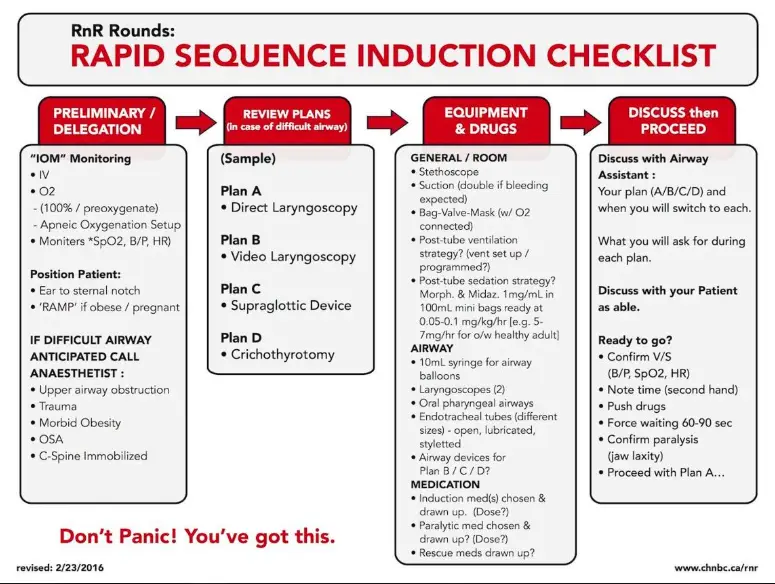 RnR Rounds:
RAPID SEQUENCE INDUCTION CHECKLIST
PRELIMINARY /
DELEGATION
"IOM" Monitoring
• IV
• O2
- (100% / preoxygenate)
- Apneic Oxygenation Setup
• Moniters *SpO2, B/P, HR)
Position Patient:
• Ear to sternal notch
• 'RAMP' if obese / pregnant
IF DIFFICULT AIRWAY
ANTICIPATED CALL
ANAESTHETIST :
• Upper airway obstruction
• Trauma
• Morbid Obesity
• OSA
• C-Spine Immobilized
REVIEW PLANS
(in case of difficult airway)
(Sample)
Plan A
• Direct Laryngoscopy
Plan B
• Video Laryngoscopy
Plan C
• Supraglottic Device
Plan D
• Crichothyrotomy
EQUIPMENT
& DRUGS
GENERAL / ROOM
• Stethoscope
• Suction (double if bleeding
expected)
• Bag-Valve-Mask (w/ O2
connected)
• Post-tube ventilation
strategy? (vent set up /
programmed?)
• Post-tube sedation strategy?
Morph. & Midaz. 1mg/mL in
100mL mini bags ready at
0.05-0.1 mg/kg/hr [e.g. 5-
7mg/hr for o/w healthy adult]
AIRWAY
• 10mL syringe for airway
balloons
• Laryngoscopes (2)
• Oral pharyngeal airways
• Endotracheal tubes (different
sizes) - open, lubricated,
styletted
• Airway devices for
Plan B / C / D?
MEDICATION
• Induction med(s) chosen &
drawn up. (Dose?)
• Paralytic med chosen &
drawn up? (Dose?)
• Rescue meds drawn up?
DISCUSS then
PROCEED
Discuss with Airway
Assistant :
Your plan (A/B/C/D) and
when you will switch to each.
What you will ask for during
each plan.
Discuss with your Patient
as able.
Ready to go?
• Confirm V/S
(B/P, SpO2, HR)
• Note time (second hand)
• Push drugs
• Force waiting 60-90 sec
• Confirm paralysis
(jaw laxity)
• Proceed with Plan A…
Don't Panic! You've got this.
revised: 2/23/2016
www.chnbc.ca/rnr